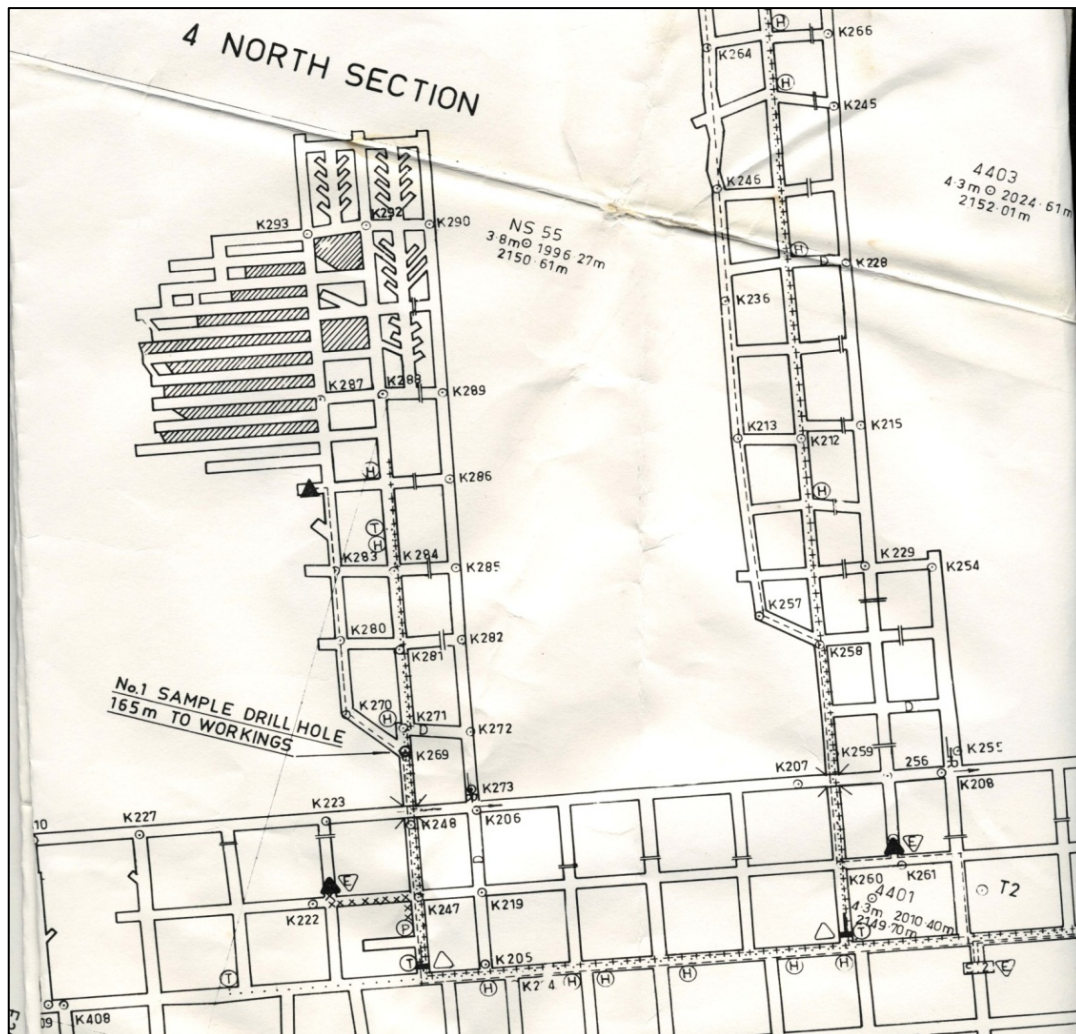 4 NORTH SECTION
K264
K266
K245
K246
4403
4·3m 2024·61m
2152·01m
K293
K292
K290
NS 55
3·8m 1996·27m
2150·61m
K228
K236
K287
K288
K289
K213
K212
K215
K286
K283
K284
K285
K229
K254
K257
K280
K281
K282
K258
No.1 SAMPLE DRILL HOLE
165m TO WORKINGS
K270
K271
K272
K269
K259
K255
K273
K207
256
K208
10
K227
K223
K248
K206
K222
K247
K219
K260
K261
4401
4·3m 2010·40m
2149·70m
T2
K205
09
K408
H
H
H
H
H
T
H
H
D
D
D
D
E
E
E
P
T
T
T
H
H
H
H
H
H